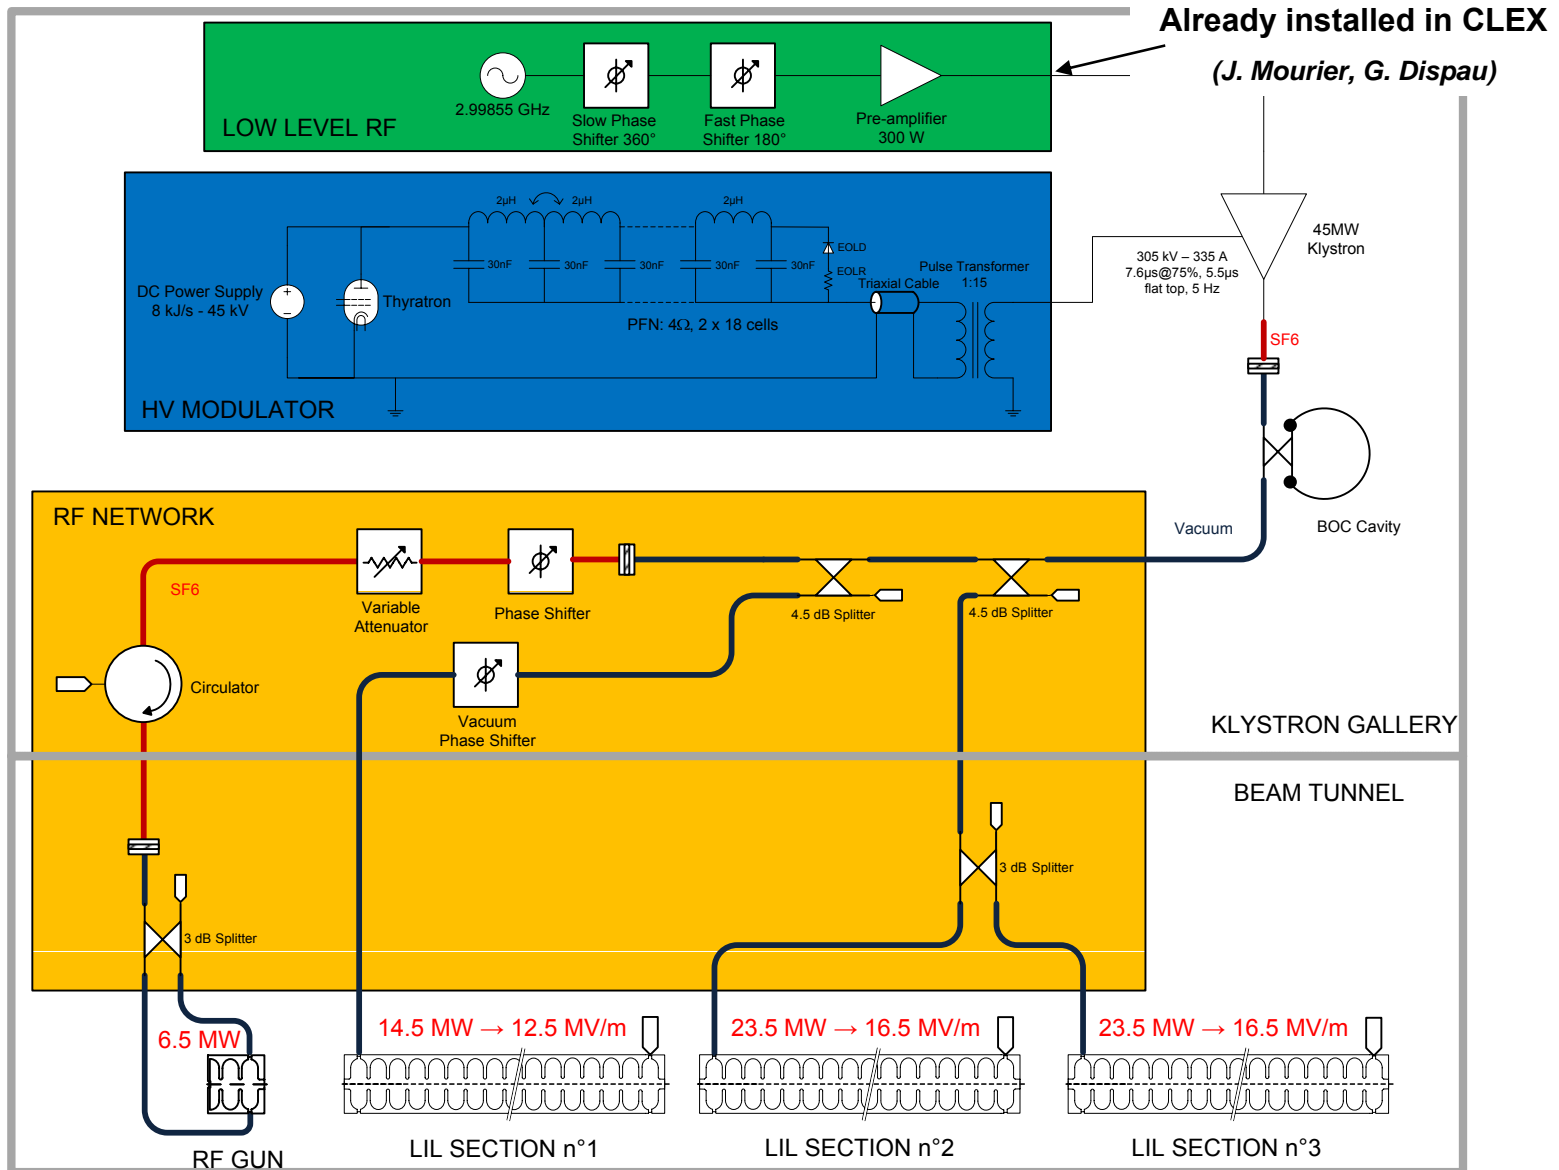 Already installed in CLEX
(J. Mourier, G. Dispau)
2.99855 GHz
Slow Phase
Shifter 360°
Fast Phase
Shifter 180°
Pre-amplifier
300 W
LOW LEVEL RF
2µH
2µH
2µH
30nF
30nF
30nF
30nF
30nF
EOLD
EOLR
DC Power Supply
8 kJ/s - 45 kV
Thyratron
PFN: 4Ω, 2 x 18 cells
Triaxial Cable
Pulse Transformer
1:15
HV MODULATOR
45MW
Klystron
305 kV – 335 A
7.6µs@75%, 5.5µs
flat top, 5 Hz
SF6
BOC Cavity
Vacuum
RF NETWORK
SF6
Variable
Attenuator
Phase Shifter
4.5 dB Splitter
4.5 dB Splitter
Circulator
Vacuum
Phase Shifter
KLYSTRON GALLERY
BEAM TUNNEL
3 dB Splitter
3 dB Splitter
6.5 MW
14.5 MW → 12.5 MV/m
23.5 MW → 16.5 MV/m
23.5 MW → 16.5 MV/m
RF GUN
LIL SECTION n°1
LIL SECTION n°2
LIL SECTION n°3